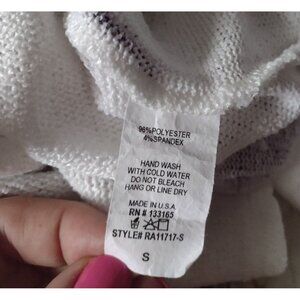 96%POLYESTER
4%SPANDEX
HAND WASH
WITH COLD WATER
DO NOT BLEACH
HANG OR LINE DRY
MADE IN U.S.A
RN # 133165
STYLE# RA11717-S
S